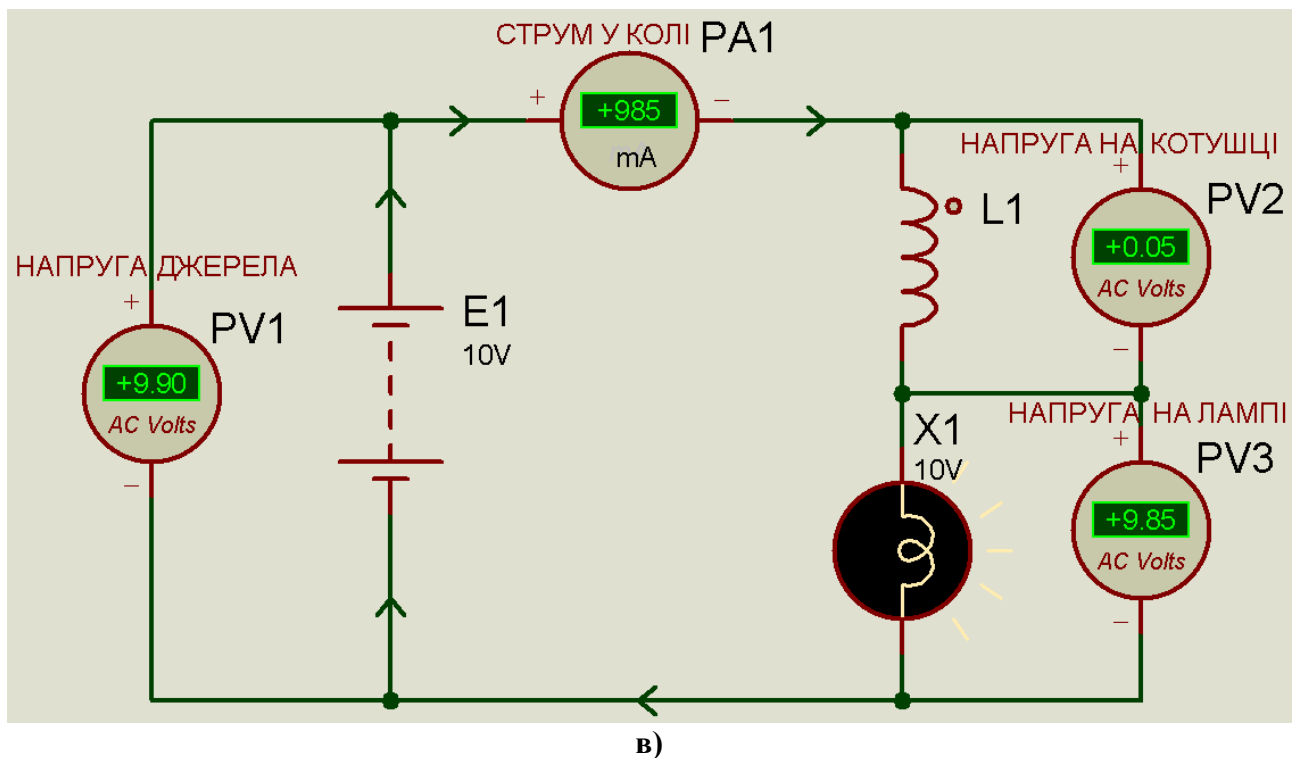 СТРУМ У КОЛІ PA1
+ +985 −
mA
НАПРУГА НА КОТУШЦІ
+
L1
PV2
+0.05
AC Volts
−
НАПРУГА ДЖЕРЕЛА
+
PV1
+9.90
AC Volts
−
E1
10V
НАПРУГА НА ЛАМПІ
+
X1
10V
PV3
+9.85
AC Volts
−
в)